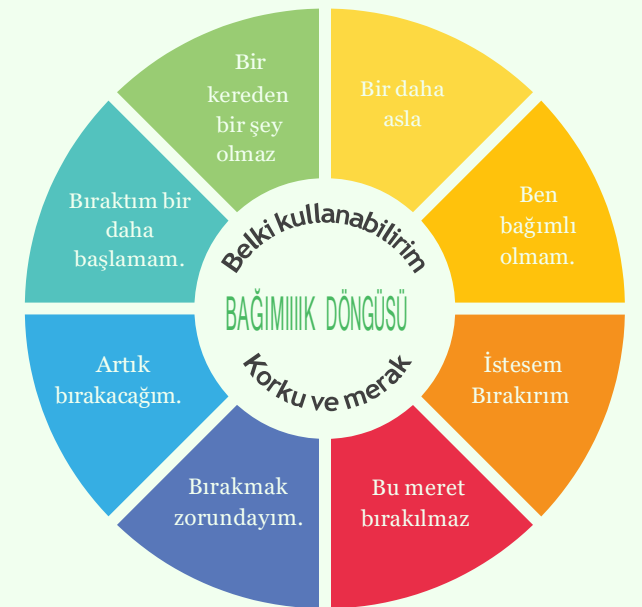 Bir
kereden
bir şey
olmaz
Bir daha
asla
Ben
bağımlı
olmam.
İstesem
Bırakırım
Bu meret
bırakılmaz
Bırakmak
zorundayım.
Artık
bırakacağım.
Bıraktım bir
daha
başlamam.
Belki kullanabilirim
BAĞIMIIIIK DÖNGÜSÜ
Korku ve merak